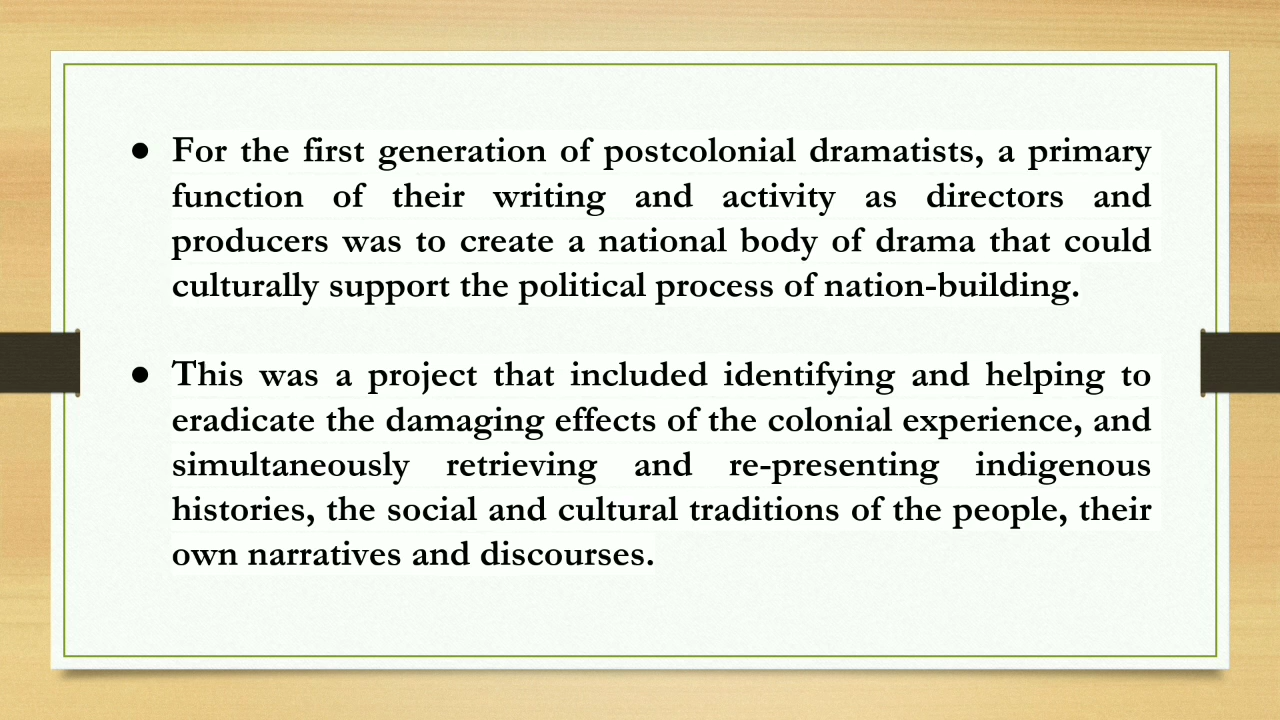 ● For the first generation of postcolonial dramatists, a primary
function of their writing and activity as directors and
producers was to create a national body of drama that could
culturally support the political process of nation-building.
● This was a project that included identifying and helping to
eradicate the damaging effects of the colonial experience, and
simultaneously retrieving and re-presenting indigenous
histories, the social and cultural traditions of the people, their
own narratives and discourses.